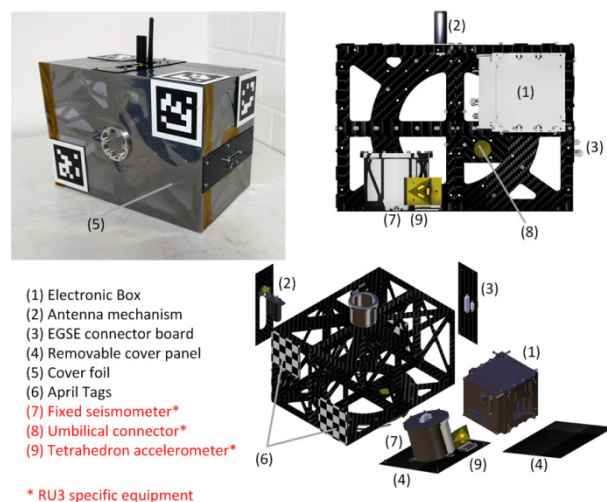 (2)
(1)
(3)
(5)
(7) (9)
(8)
(1) Electronic Box
(2) Antenna mechanism
(3) EGSE connector board
(4) Removable cover panel
(5) Cover foil
(6) April Tags
(7) Fixed seismometer*
(8) Umbilical connector*
(9) Tetrahedron accelerometer*
* RU3 specific equipment
(2)
(3)
(1)
(7)
(6)
(4)
(9)
(4)